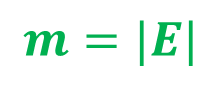 m = |E|